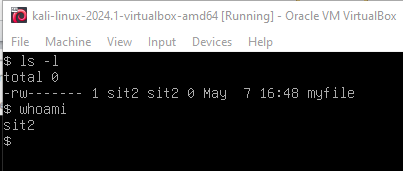 kali-linux-2024.1-virtualbox-amd64 [Running] - Oracle VM VirtualBox
File Machine View Input Devices Help
$ ls -l
total 0
-rw------- 1 sit2 sit2 0 May  7 16:48 myfile
$ whoami
sit2
$